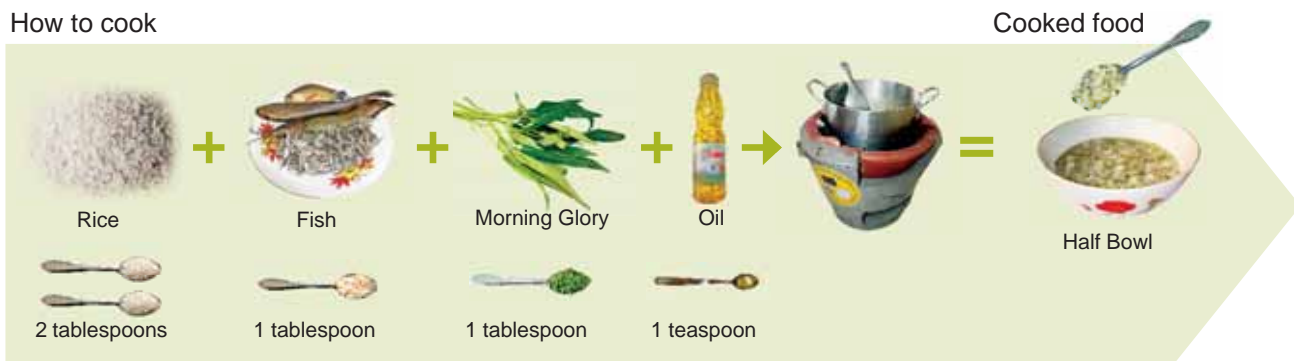 How to cook
Cooked food
Rice
Fish
Morning Glory
Oil
Half Bowl
2 tablespoons
1 tablespoon
1 tablespoon
1 teaspoon